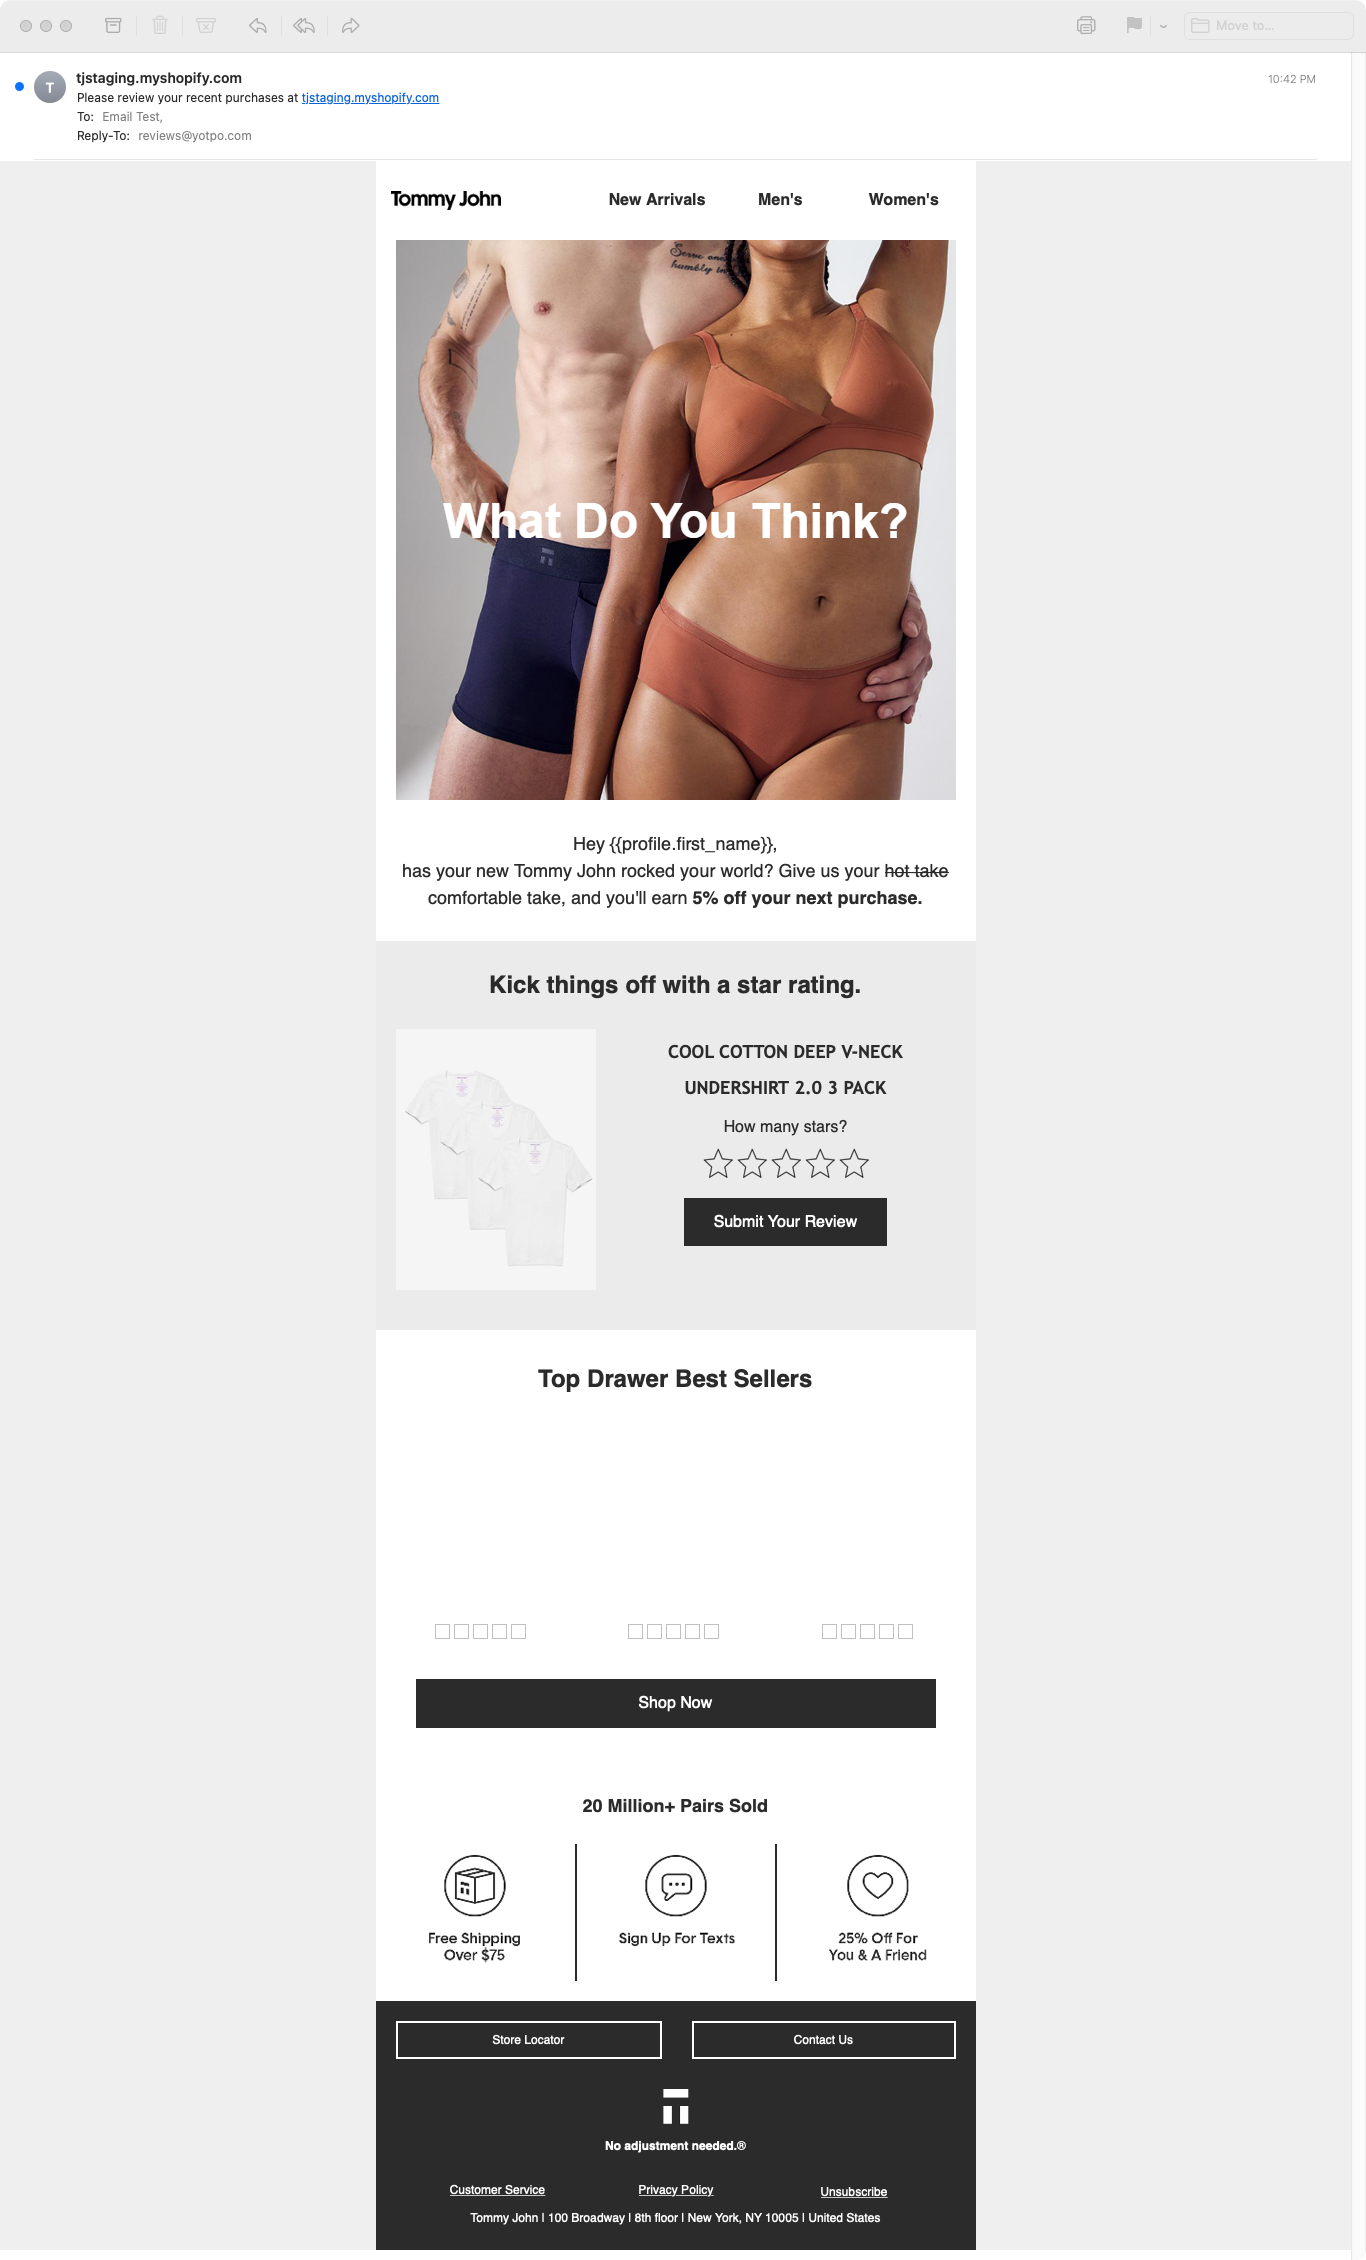 Move to...
T
tjstaging.myshopify.com
10:42 PM
Please review your recent purchases at tjstaging.myshopify.com
To: Email Test,
Reply-To: reviews@yotpo.com
Tommy John
New Arrivals
Men's
Women's
Serve and
humbly in
What Do You Think?
Hey {{profile.first_name}},
has your new Tommy John rocked your world? Give us your hot take
comfortable take, and you'll earn 5% off your next purchase.
Kick things off with a star rating.
COOL COTTON DEEP V-NECK
UNDERSHIRT 2.0 3 PACK
How many stars?
Submit Your Review
Top Drawer Best Sellers
Shop Now
20 Million+ Pairs Sold
Free Shipping
Over $75
Sign Up For Texts
25% Off For
You & A Friend
Store Locator
Contact Us
No adjustment needed.®
Customer Service
Privacy Policy
Unsubscribe
Tommy John | 100 Broadway | 8th floor | New York, NY 10005 | United States